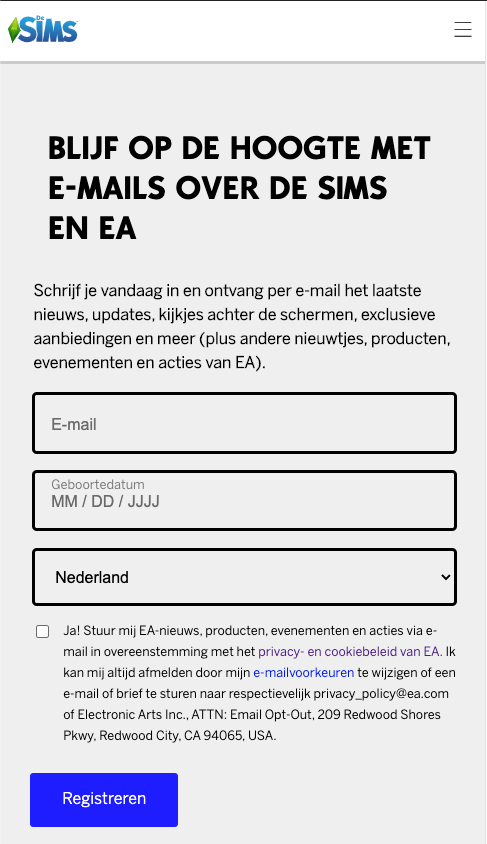 De
SiMS
BLIJF OP DE HOOGTE MET
E-MAILS OVER DE SIMS
EN EA
Schrijf je vandaag in en ontvang per e-mail het laatste
nieuws, updates, kijkjes achter de schermen, exclusieve
aanbiedingen en meer (plus andere nieuwtjes, producten,
evenementen en acties van EA).
E-mail
Geboortedatum
MM / DD / JJJJ
Nederland
Ja! Stuur mij EA-nieuws, producten, evenementen en acties via e-
mail in overeenstemming met het privacy- en cookiebeleid van EA. Ik
kan mij altijd afmelden door mijn e-mailvoorkeuren te wijzigen of een
e-mail of brief te sturen naar respectievelijk privacy_policy@ea.com
of Electronic Arts Inc., ATTN: Email Opt-Out, 209 Redwood Shores
Pkwy, Redwood City, CA 94065, USA.
Registreren